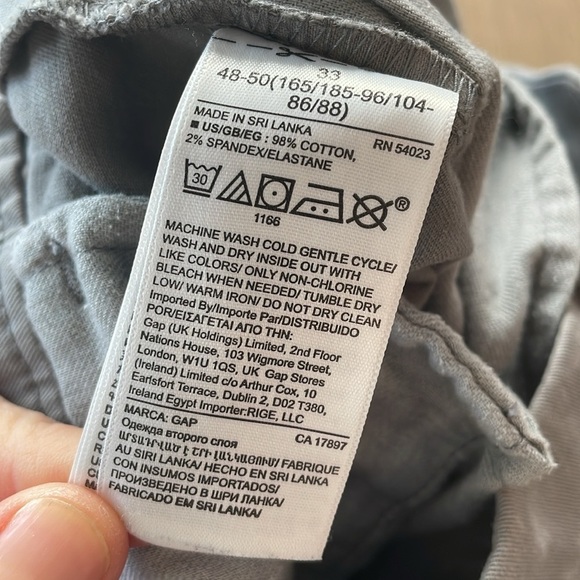 33
48-50(165/185-96/104-
86/88)
MADE IN SRI LANKA
RN 54023
■ US/GB/EG : 98% COTTON,
2% SPANDEX/ELASTANE
30
®
1166
MACHINE WASH COLD GENTLE CYCLE/
WASH AND DRY INSIDE OUT WITH
LIKE COLORS/ ONLY NON-CHLORINE
BLEACH WHEN NEEDED/ TUMBLE DRY
LOW/ WARM IRON/ DO NOT DRY CLEAN
Imported By/Importe Par/DISTRIBUIDO
POR/ΕΙΣΑΓΕΤΑΙ ΑΠΟ ΤΗΝ:
Gap (UK Holdings) Limited, 2nd Floor
Nations House, 103 Wigmore Street,
London, W1U 1QS, UK Gap Stores
(Ireland) Limited c/o Arthur Cox, 10
Earlsfort Terrace, Dublin 2, D02 T380,
Ireland Egypt Importer:RIGE, LLC
MARCA: GAP
CA 17897
Одежда второго слоя
ԱՐՏԱԴՐՎԱԾ Է ՇՐԻ ԼԱՆԿԱՅՈՒՄ/ FABRIQUE
AU SRI LANKA/ HECHO EN SRI LANKA
CON INSUMOS IMPORTADOS/
ПРОИЗВЕДЕНО В ШРИ ЛАНКА/
FABRICADO EM SRI LANKA/